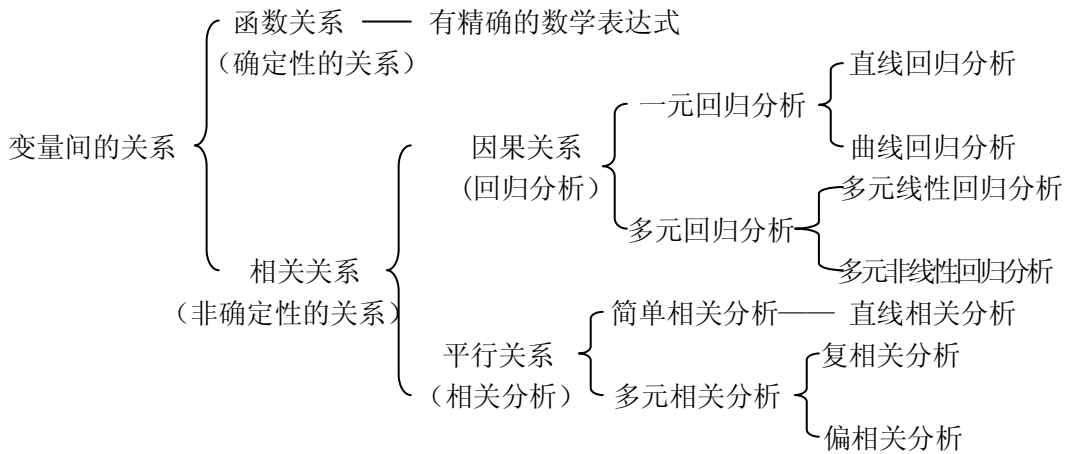 函数关系 —— 有精确的数学表达式
（确定性的关系）
直线回归分析
一元回归分析
变量间的关系
因果关系
曲线回归分析
(回归分析）
多元线性回归分析
多元回归分析
相关关系
多元非线性回归分析
（非确定性的关系）
简单相关分析—— 直线相关分析
平行关系
复相关分析
（相关分析）
多元相关分析
偏相关分析